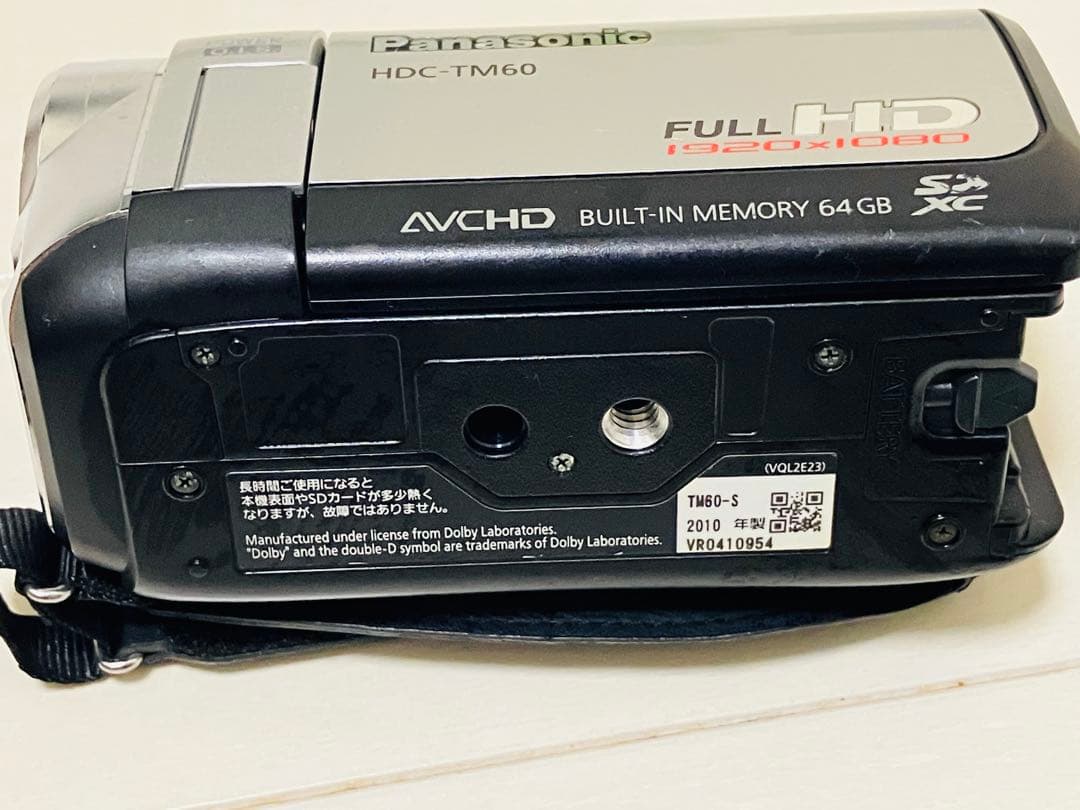 POWER
O.I.S
Panasonic
HDC-TM60
FULL HD
1920x1080
AVCHD BUILT-IN MEMORY 64GB
SD
XC
BATTERY
(VQL2E23)
長時間ご使用になると
本機表面やSDカードが多少熱く
なりますが、故障ではありません。
Manufactured under license from Dolby Laboratories.
"Dolby" and the double-D symbol are trademarks of Dolby Laboratories.
TM60-S
2010 年製
VR0410954